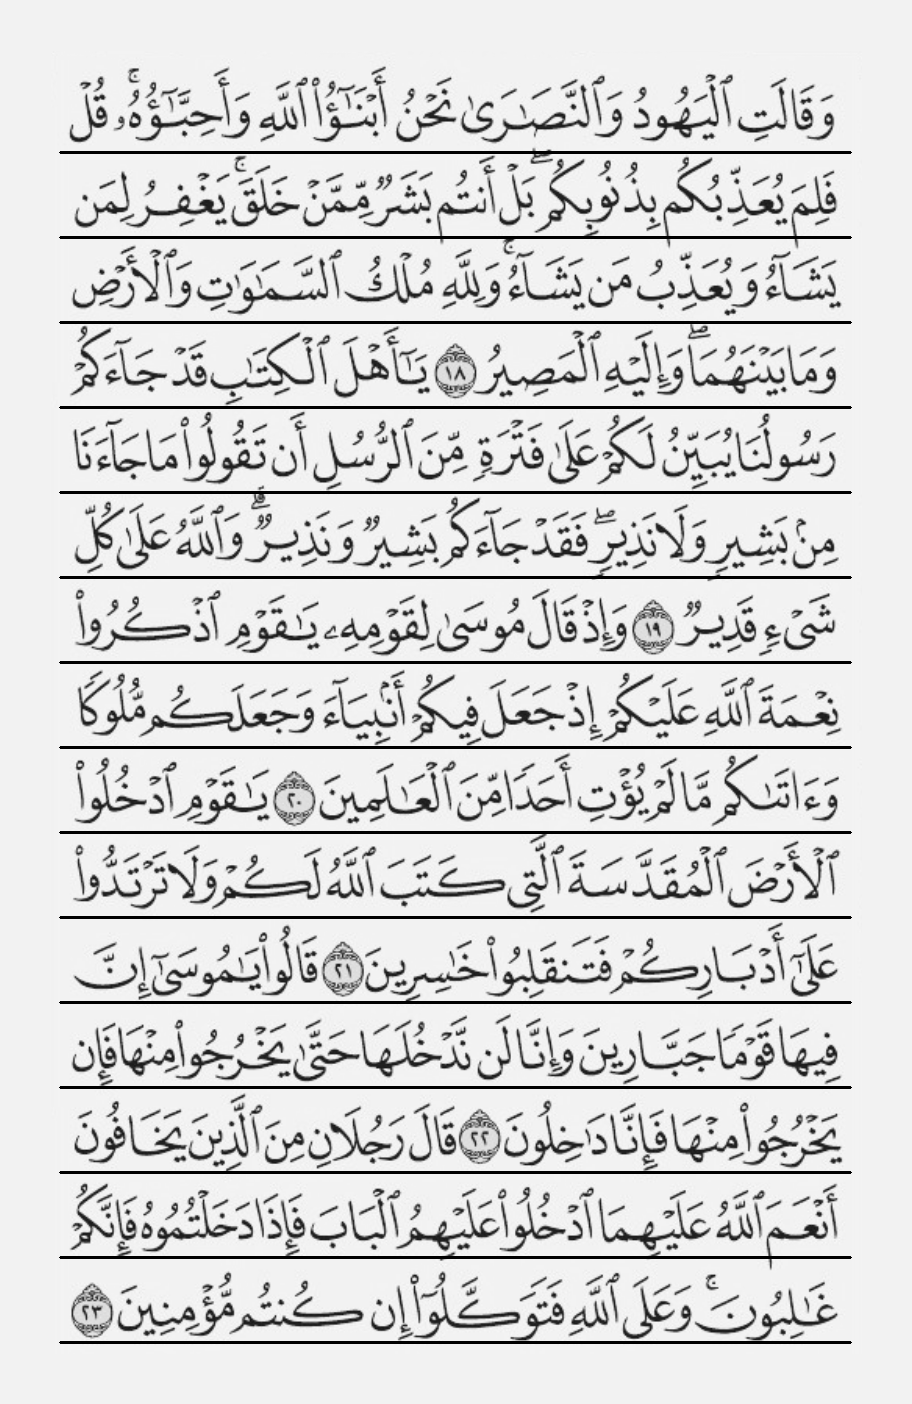 وَقَالَتِ ٱلْيَهُودُ وَٱلنَّصَـٰرَىٰ نَحْنُ أَبْنَـٰٓؤُا۟ ٱللَّهِ وَأَحِبَّـٰٓؤُهُۥ ۚ قُلْ
فَلِمَ يُعَذِّبُكُم بِذُنُوبِكُم ۖ بَلْ أَنتُم بَشَرٌ مِّمَّنْ خَلَقَ ۚ يَغْفِرُ لِمَن
يَشَآءُ وَيُعَذِّبُ مَن يَشَآءُ ۚ وَلِلَّهِ مُلْكُ ٱلسَّمَـٰوَٰتِ وَٱلْأَرْضِ
وَمَا بَيْنَهُمَا ۖ وَإِلَيْهِ ٱلْمَصِيرُ ١٨ يَـٰٓأَهْلَ ٱلْكِتَـٰبِ قَدْ جَآءَكُمْ
رَسُولُنَا يُبَيِّنُ لَكُمْ عَلَىٰ فَتْرَةٍ مِّنَ ٱلرُّسُلِ أَن تَقُولُوا۟ مَا جَآءَنَا
مِنۢ بَشِيرٍ وَلَا نَذِيرٍ ۖ فَقَدْ جَآءَكُم بَشِيرٌ وَنَذِيرٌ ۗ وَٱللَّهُ عَلَىٰ كُلِّ
شَىْءٍ قَدِيرٌ ١٩ وَإِذْ قَالَ مُوسَىٰ لِقَوْمِهِۦ يَـٰقَوْمِ ٱذْكُرُوا۟
نِعْمَةَ ٱللَّهِ عَلَيْكُمْ إِذْ جَعَلَ فِيكُمْ أَنۢبِيَآءَ وَجَعَلَكُم مُّلُوكًا
وَءَاتَىٰكُم مَّا لَمْ يُؤْتِ أَحَدًا مِّنَ ٱلْعَـٰلَمِينَ ٢٠ يَـٰقَوْمِ ٱدْخُلُوا۟
ٱلْأَرْضَ ٱلْمُقَدَّسَةَ ٱلَّتِى كَتَبَ ٱللَّهُ لَكُمْ وَلَا تَرْتَدُّوا۟
عَلَىٰٓ أَدْبَارِكُمْ فَتَنقَلِبُوا۟ خَـٰسِرِينَ ٢١ قَالُوا۟ يَـٰمُوسَىٰٓ إِنَّ
فِيهَا قَوْمًا جَبَّارِينَ وَإِنَّا لَن نَّدْخُلَهَا حَتَّىٰ يَخْرُجُوا۟ مِنْهَا فَإِن
يَخْرُجُوا۟ مِنْهَا فَإِنَّا دَٰخِلُونَ ٢٢ قَالَ رَجُلَانِ مِنَ ٱلَّذِينَ يَخَافُونَ
أَنْعَمَ ٱللَّهُ عَلَيْهِمَا ٱدْخُلُوا۟ عَلَيْهِمُ ٱلْبَابَ فَإِذَا دَخَلْتُمُوهُ فَإِنَّكُمْ
غَـٰلِبُونَ ۚ وَعَلَى ٱللَّهِ فَتَوَكَّلُوٓا۟ إِن كُنتُم مُّؤْمِنِينَ ٢٣